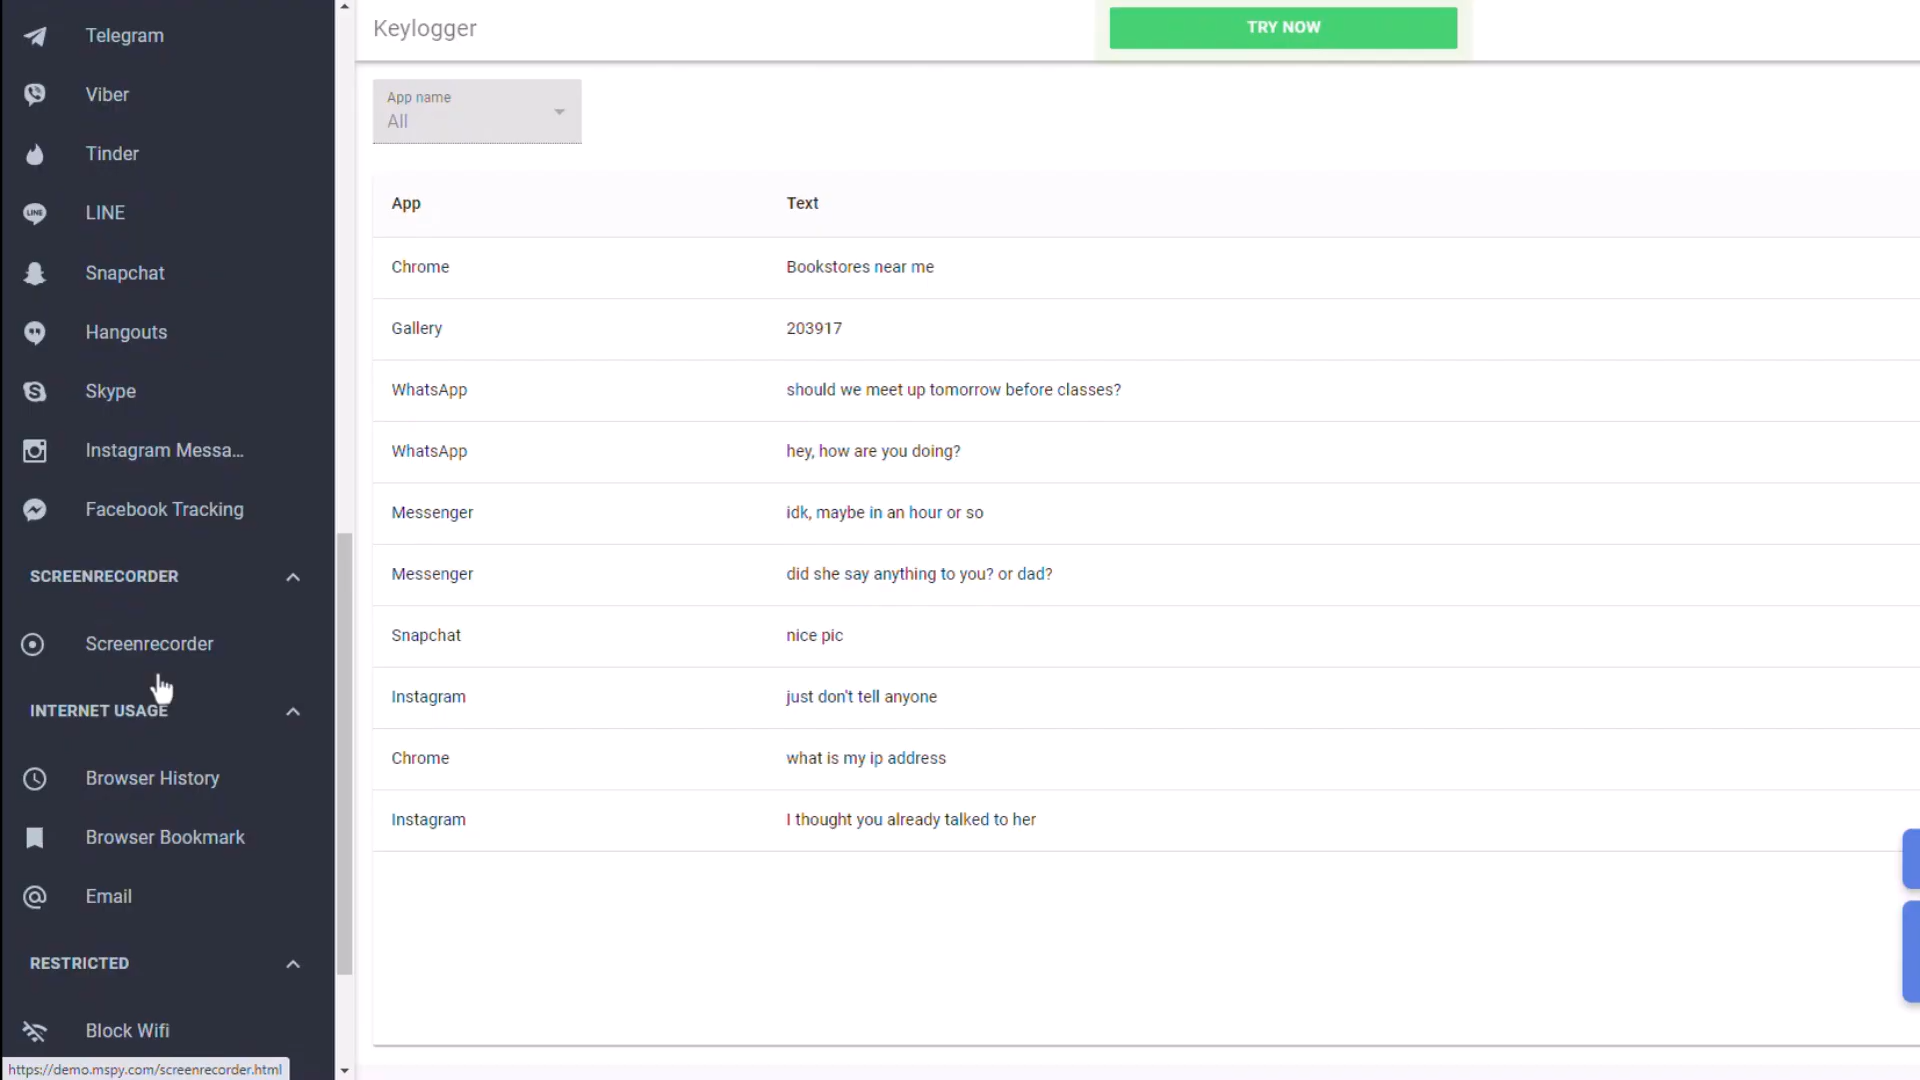 Telegram
Viber
Tinder
LINE
LINE
Snapchat
Hangouts
Skype
Instagram Messa...
Facebook Tracking
SCREENRECORDER
Screenrecorder
INTERNET USAGE
Browser History
Browser Bookmark
Email
RESTRICTED
Block Wifi
https://demo.mspy.com/screenrecorder.html
Keylogger
TRY NOW
App name
All
App Text
Chrome Bookstores near me
Gallery 203917
WhatsApp should we meet up tomorrow before classes?
WhatsApp hey, how are you doing?
Messenger idk, maybe in an hour or so
Messenger did she say anything to you? or dad?
Snapchat nice pic
Instagram just don't tell anyone
Chrome what is my ip address
Instagram I thought you already talked to her